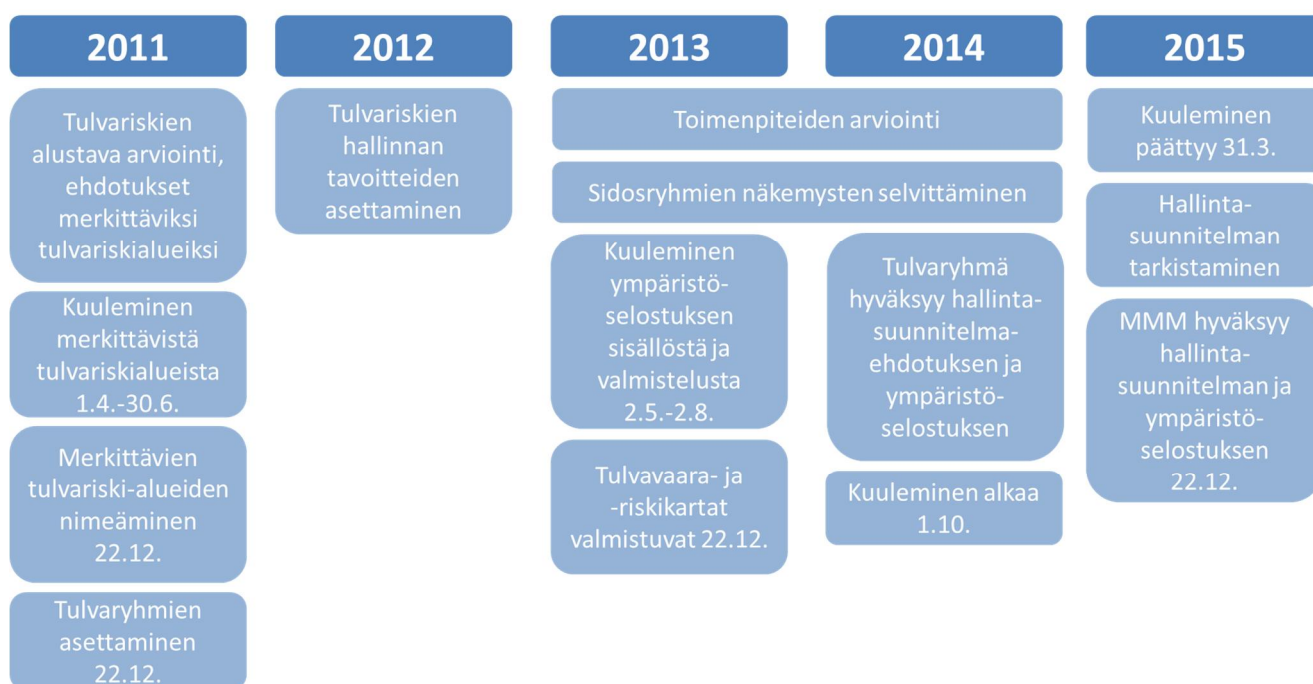 2011
Tulvariskien
alustava arviointi,
ehdotukset
merkittäviksi
tulvariskialueiksi
Kuuleminen
merkittävistä
tulvariskialueista
1.4.-30.6.
Merkittävien
tulvariski-alueiden
nimeäminen
22.12.
Tulvaryhmien
asettaminen
22.12.
2012
Tulvariskien
hallinnan
tavoitteiden
asettaminen
2013
2014
Toimenpiteiden arviointi
Sidosryhmien näkemysten selvittäminen
Kuuleminen
ympäristö-
selostuksen
sisällöstä ja
valmistelusta
2.5.-2.8.
Tulvavaara- ja
-riskikartat
valmistuvat 22.12.
Tulvaryhmä
hyväksyy hallinta-
suunnitelma-
ehdotuksen ja
ympäristö-
selostuksen
Kuuleminen alkaa
1.10.
2015
Kuuleminen
päättyy 31.3.
Hallinta-
suunnitelman
tarkistaminen
MMM hyväksyy
hallinta-
suunnitelman ja
ympäristö-
selostuksen
22.12.